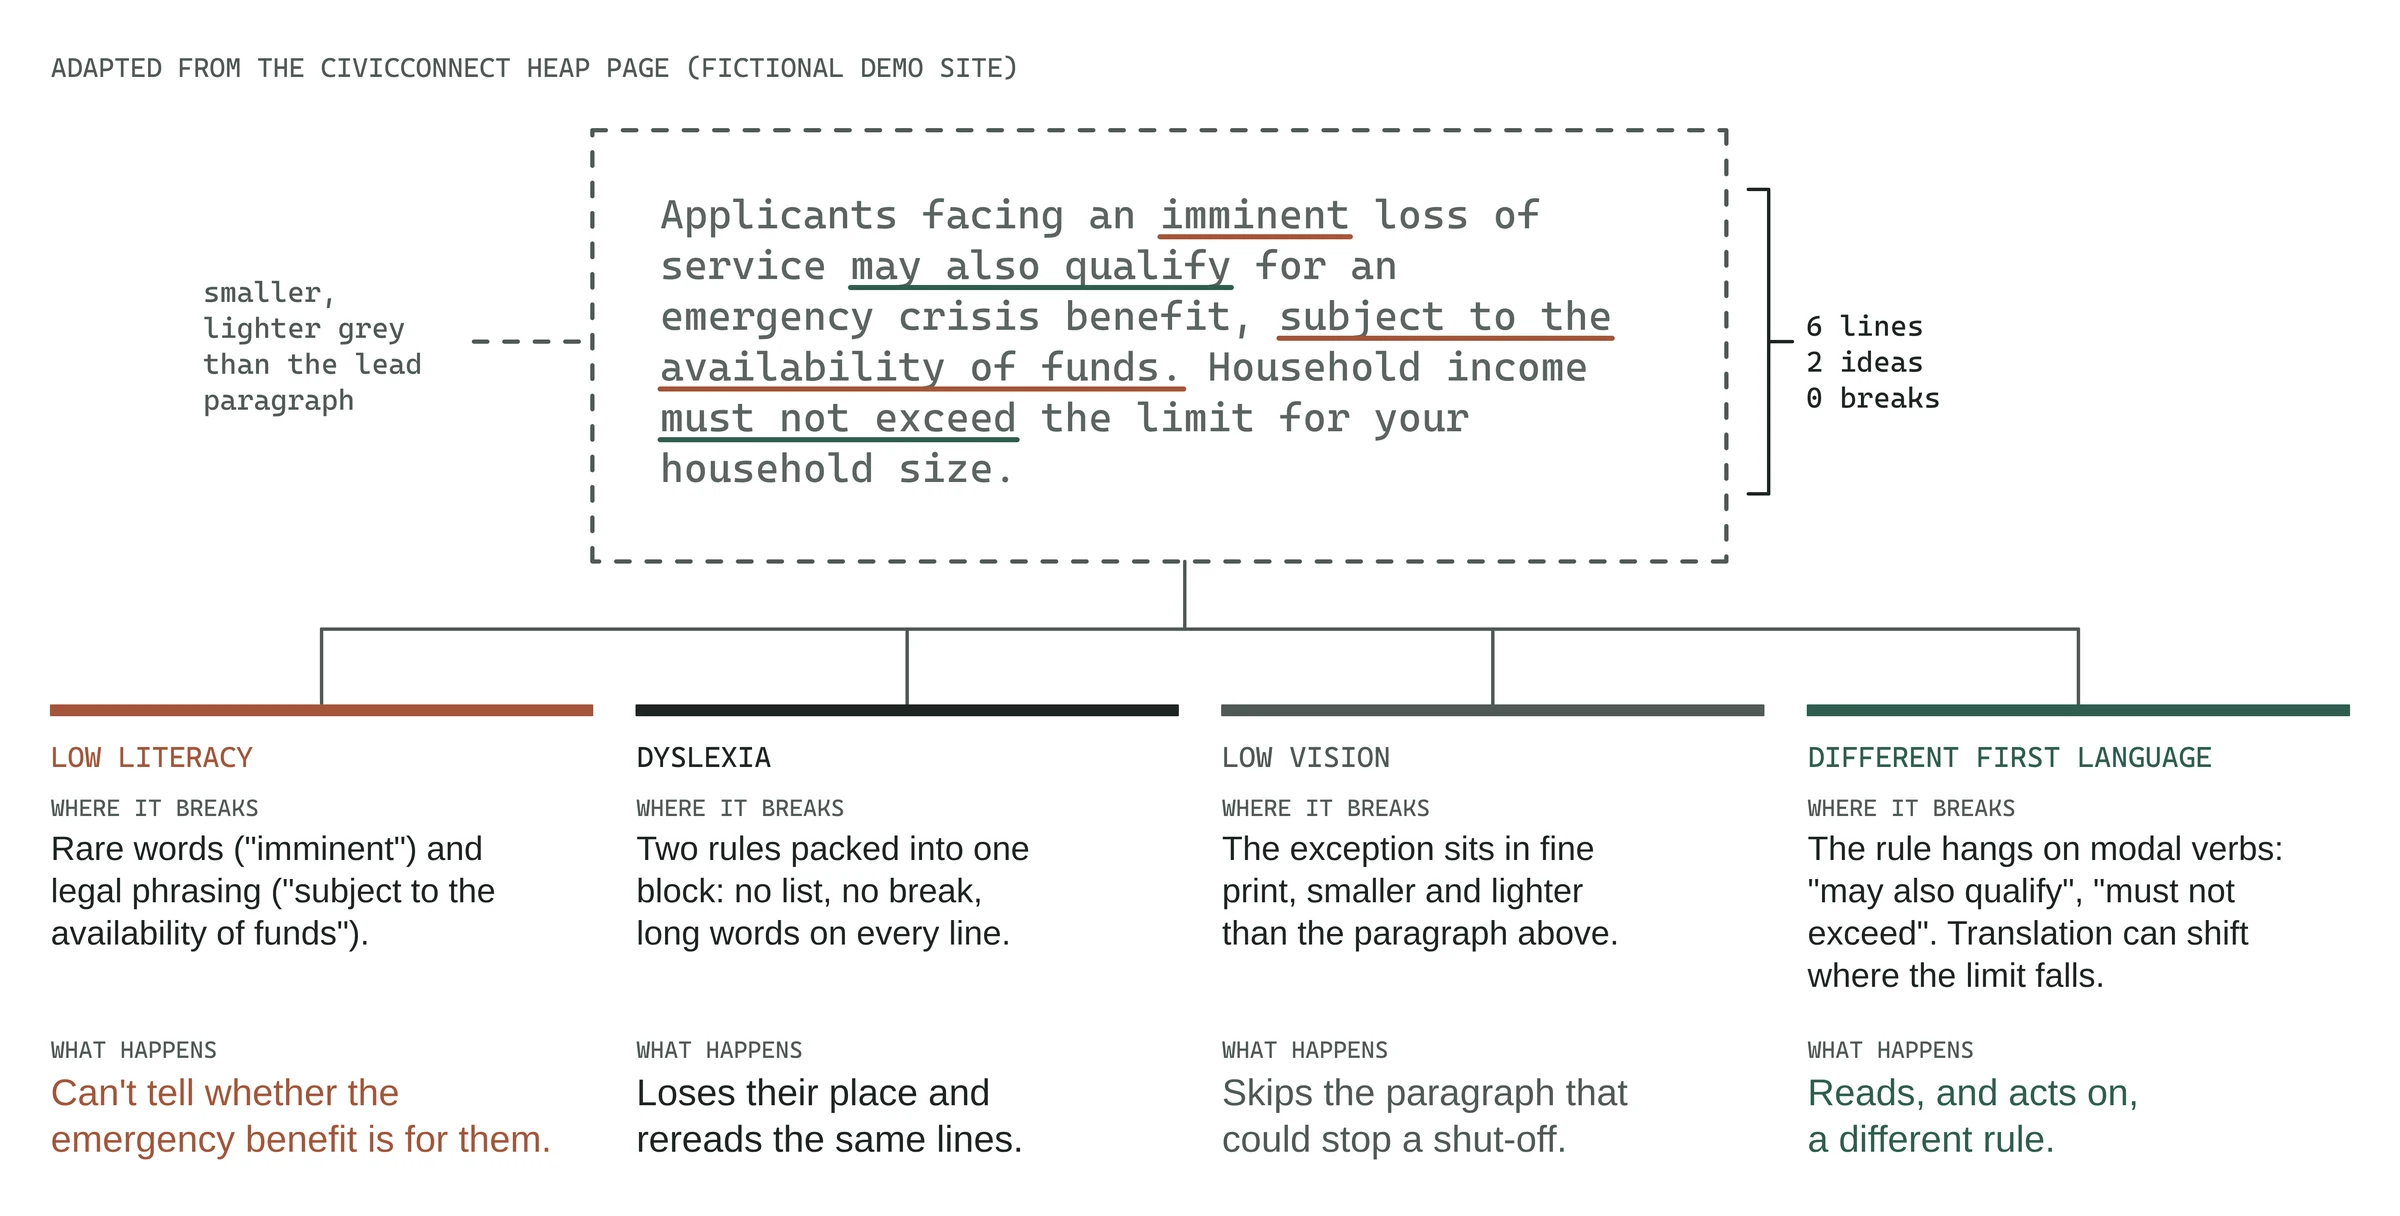 ADAPTED FROM THE CIVICCONNECT HEAP PAGE (FICTIONAL DEMO SITE)
smaller,
lighter grey
than the lead
paragraph
Applicants facing an imminent loss of
service may also qualify for an
emergency crisis benefit, subject to the
availability of funds. Household income
must not exceed the limit for your
household size.
6 lines
2 ideas
0 breaks
LOW LITERACY
WHERE IT BREAKS
Rare words ("imminent") and
legal phrasing ("subject to the
availability of funds").
WHAT HAPPENS
Can't tell whether the
emergency benefit is for them.
DYSLEXIA
WHERE IT BREAKS
Two rules packed into one
block: no list, no break,
long words on every line.
WHAT HAPPENS
Loses their place and
rereads the same lines.
LOW VISION
WHERE IT BREAKS
The exception sits in fine
print, smaller and lighter
than the paragraph above.
WHAT HAPPENS
Skips the paragraph that
could stop a shut-off.
DIFFERENT FIRST LANGUAGE
WHERE IT BREAKS
The rule hangs on modal verbs:
"may also qualify", "must not
exceed". Translation can shift
where the limit falls.
WHAT HAPPENS
Reads, and acts on,
a different rule.